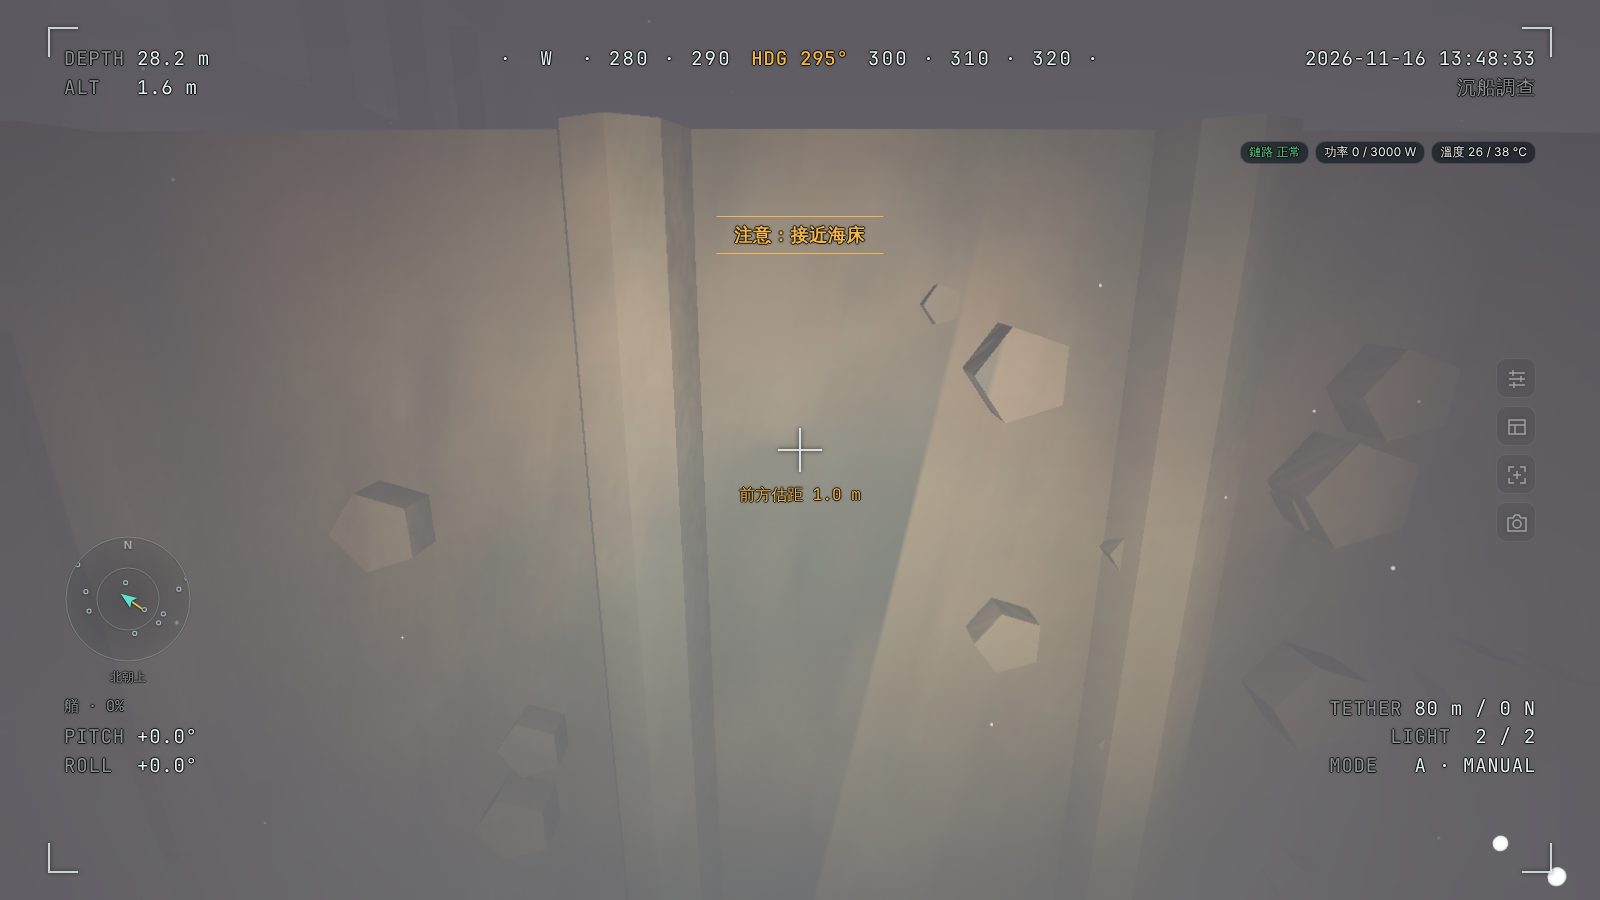 DEPTH 28.2 m
ALT 1.6 m
· W · 280 · 290 HDG 295° 300 · 310 · 320 ·
2026-11-16 13:48:33
沉船調查
鏈路 正常
功率 0 / 3000 W
溫度 26 / 38 °C
注意：接近海床
前方估距 1.0 m
N
北朝上
艏 · 0%
PITCH +0.0°
ROLL +0.0°
TETHER 80 m / 0 N
LIGHT 2 / 2
MODE A · MANUAL